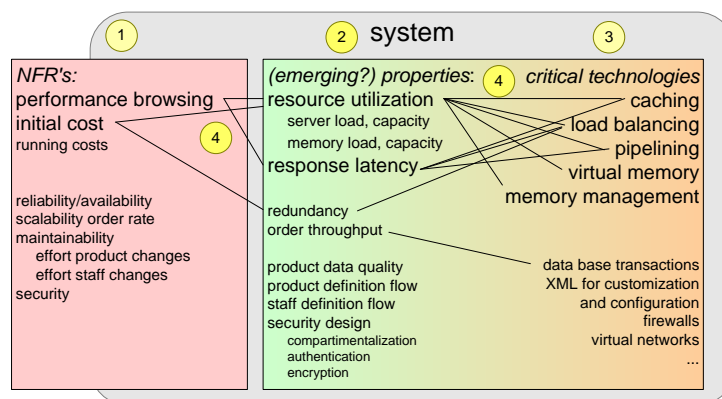 1
2
system
3
NFR's:
performance browsing
initial cost
running costs
reliability/availability
scalability order rate
maintainability
effort product changes
effort staff changes
security
4
(emerging?) properties:
resource utilization
server load, capacity
memory load, capacity
response latency
redundancy
order throughput
product data quality
product definition flow
staff definition flow
security design
compartimentalization
authentication
encryption
4
critical technologies
caching
load balancing
pipelining
virtual memory
memory management
data base transactions
XML for customization
and configuration
firewalls
virtual networks
...